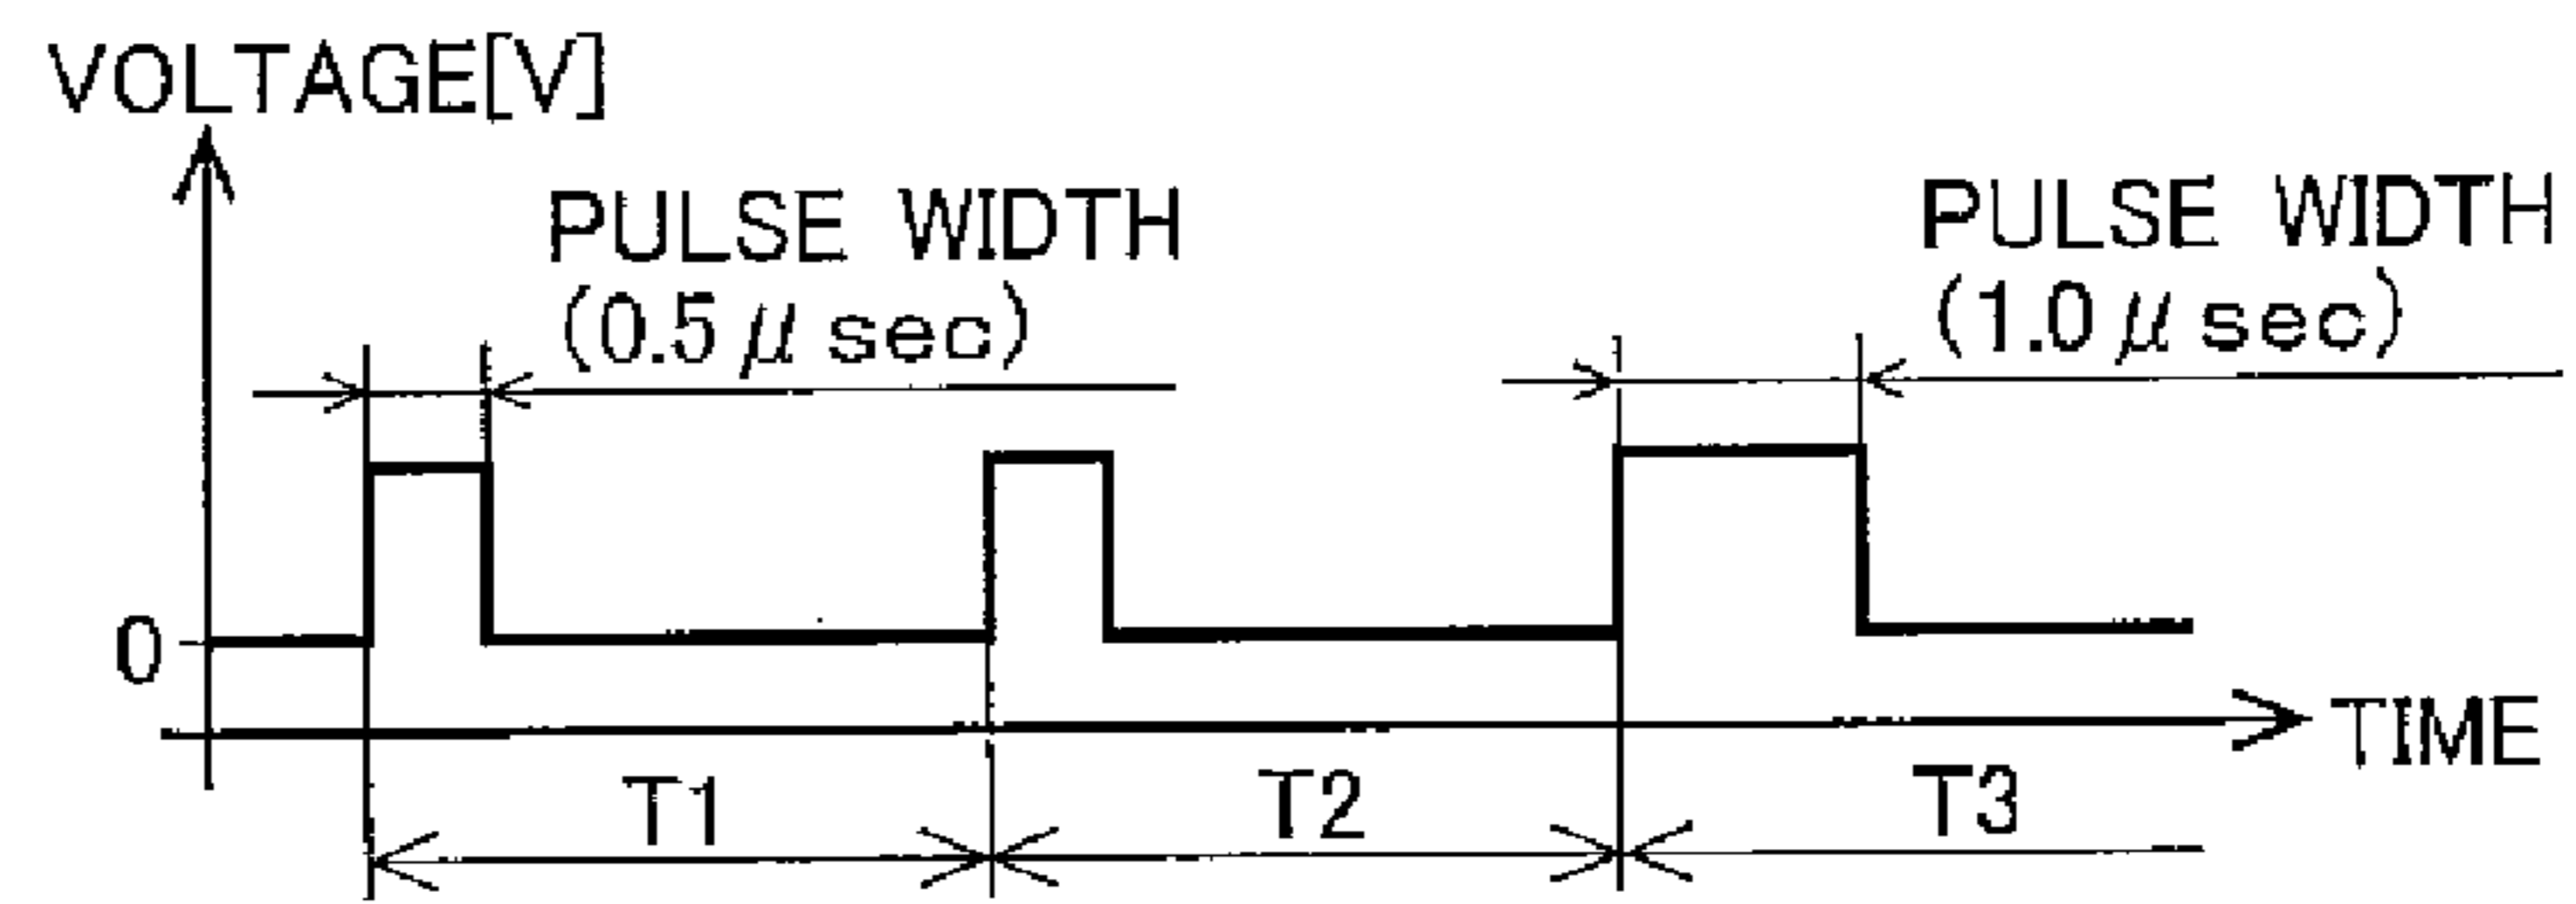 VOLTAGE[V]
PULSE WIDTH
(0.5 μ sec)
PULSE WIDTH
(1.0 μ sec)
0
TIME
T1
T2
T3